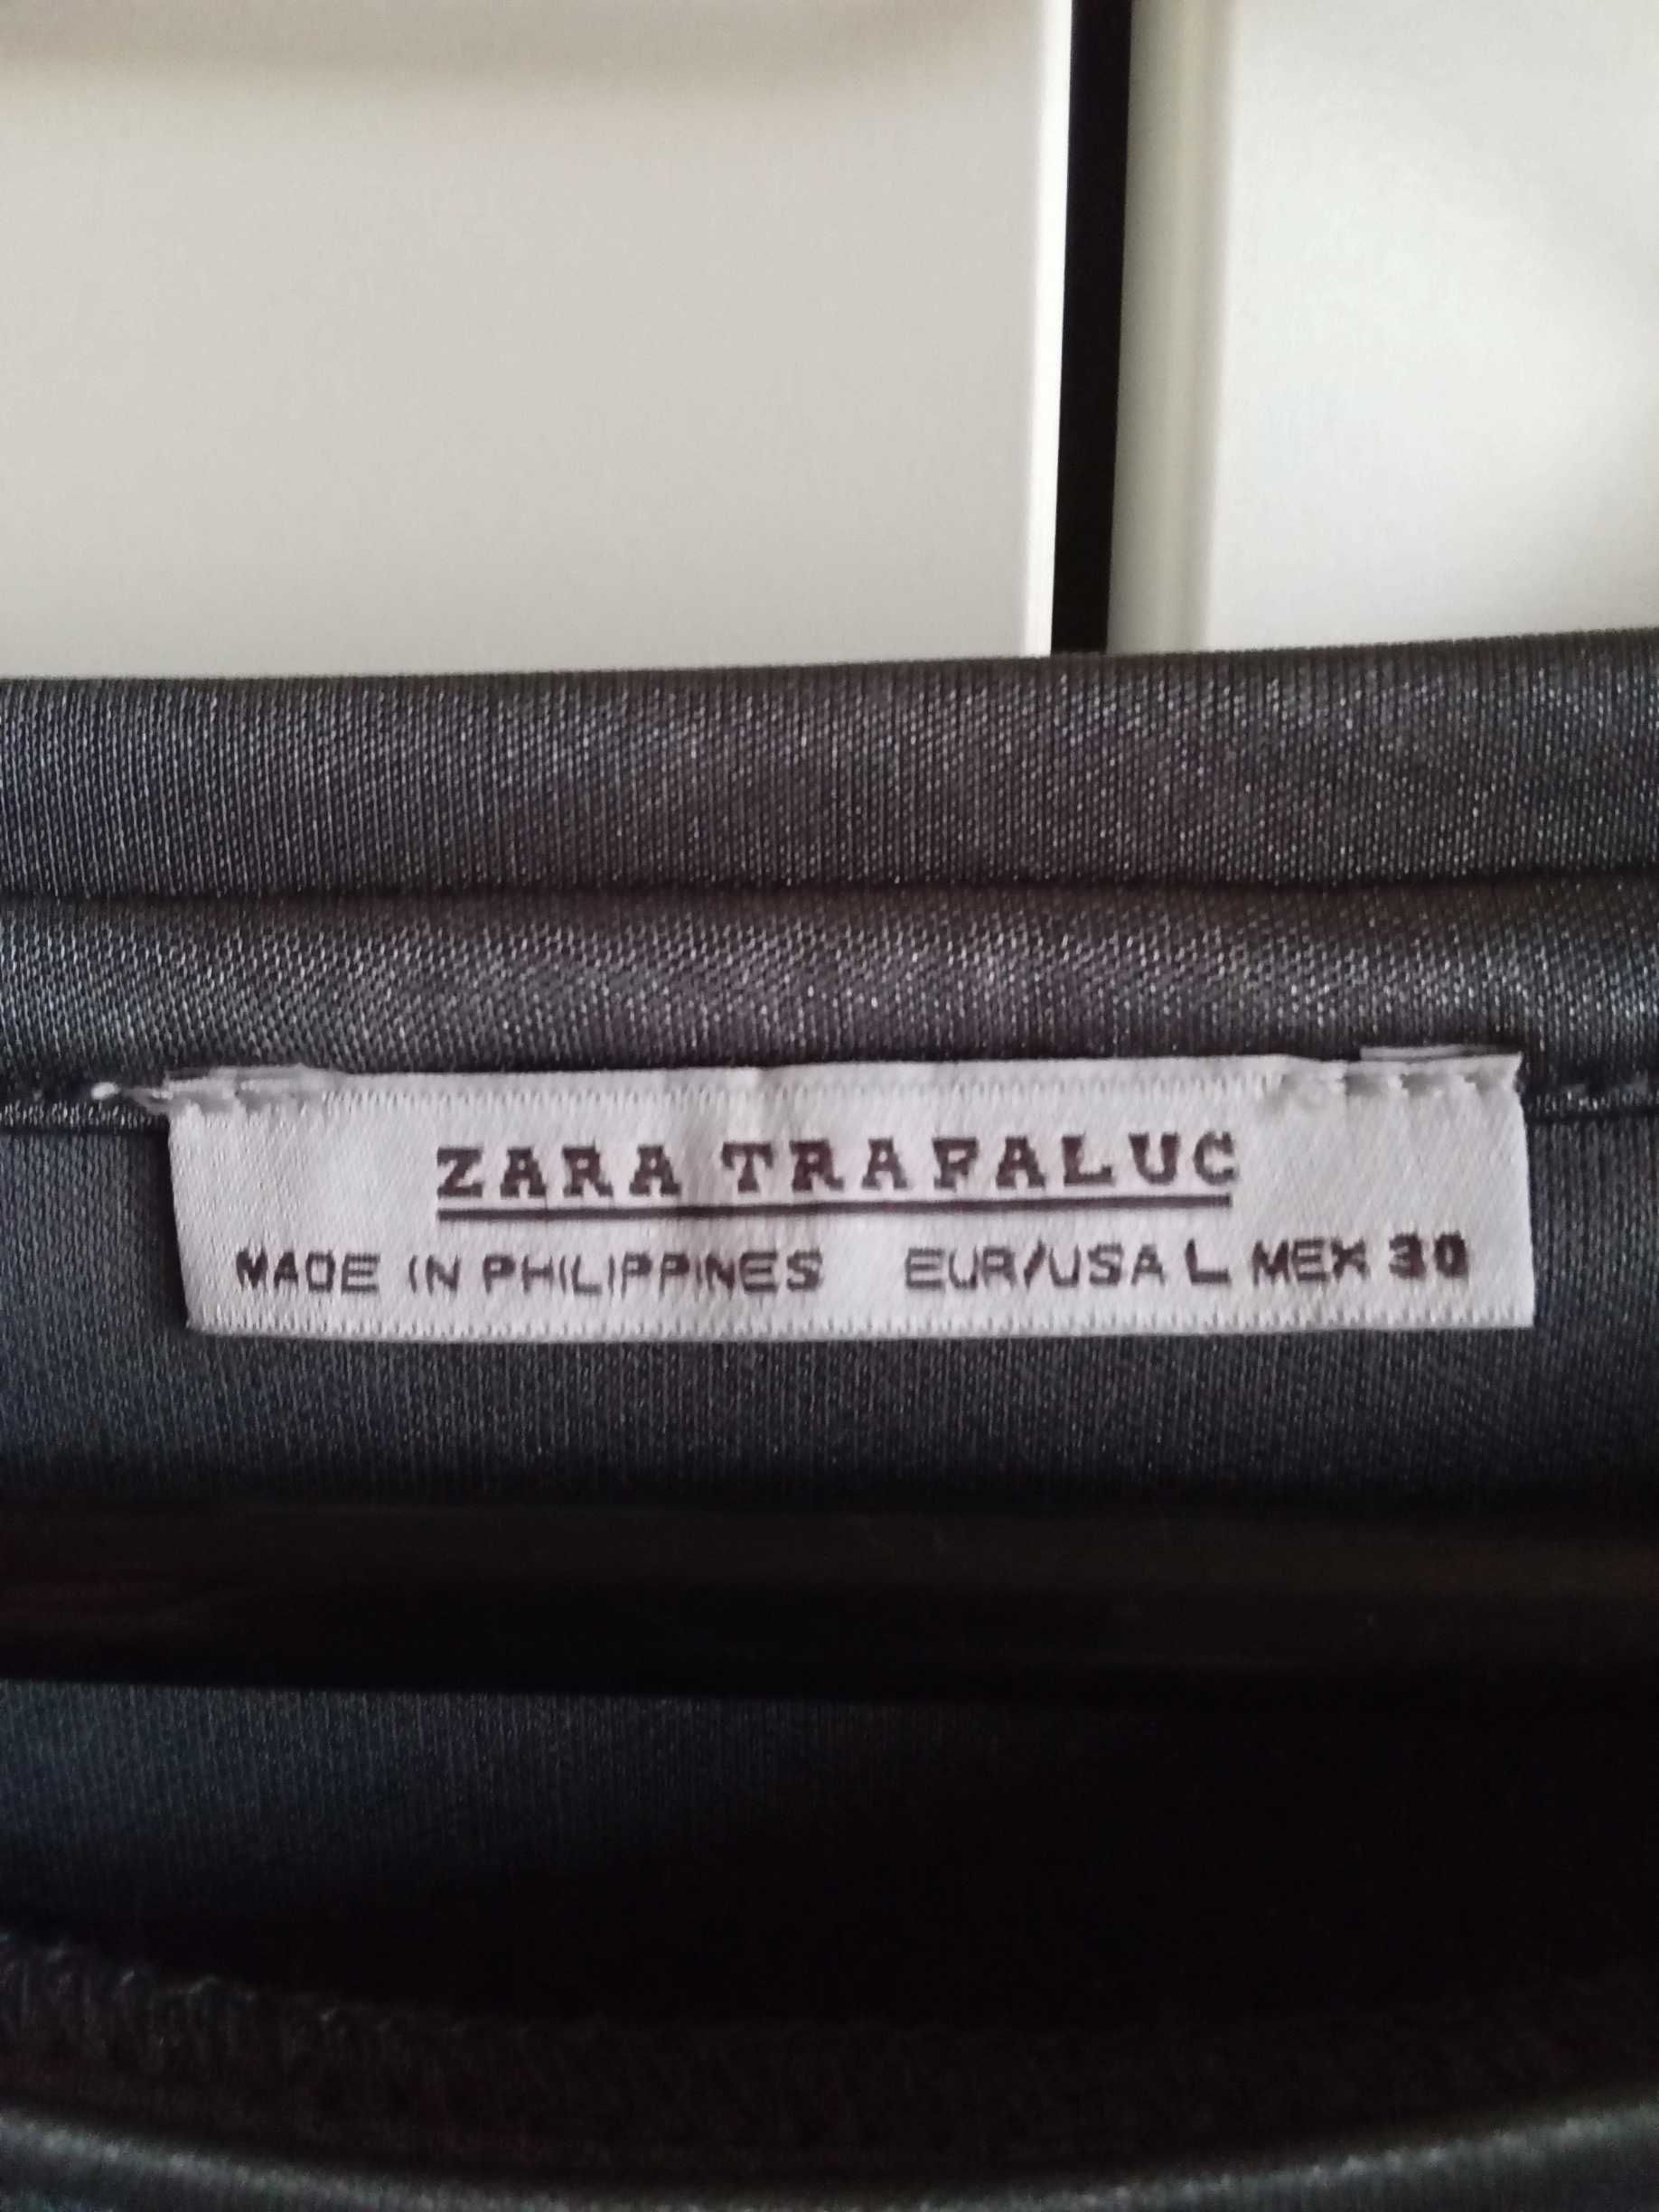 ZARA TRAFALUC
MADE IN PHILIPPINES EUR/USA L MEX 30